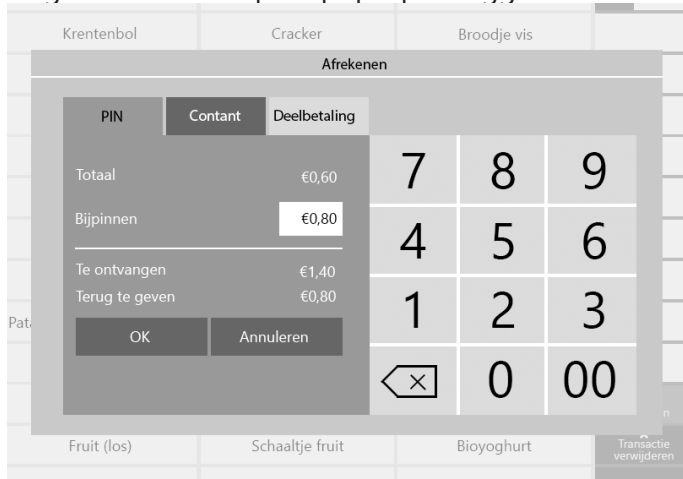 Krentenbol Cracker Broodje vis
Afrekenen
PIN Contant Deelbetaling
Totaal €0,60
Bijpinnen €0,80
Te ontvangen €1,40
Terug te geven €0,80
OK Annuleren
7 8 9
4 5 6
1 2 3
0 00
Fruit (los) Schaaltje fruit Bioyoghurt
Transactie
verwijderen